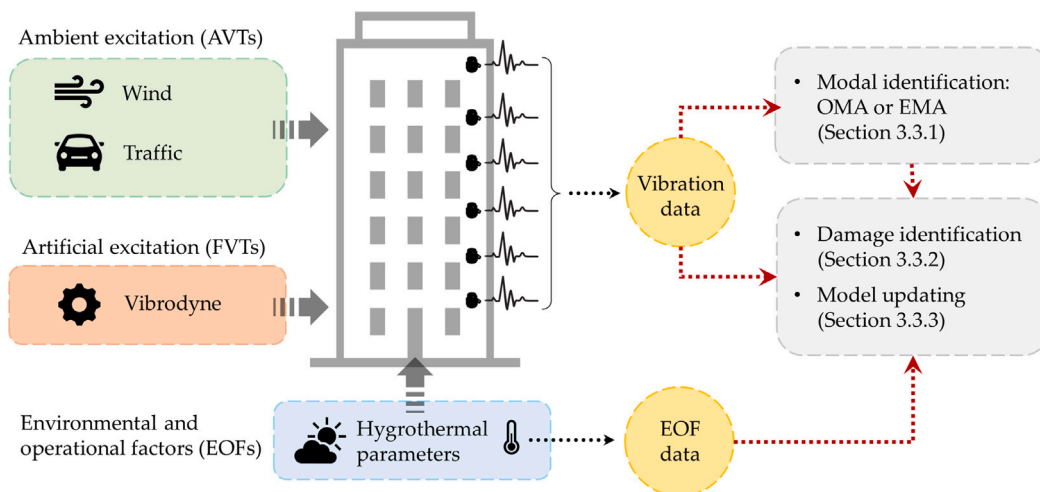 Ambient excitation (AVTs)
Wind
Traffic
Artificial excitation (FVTs)
Vibrodyne
Environmental and
operational factors (EOFs)
Hygrothermal
parameters
Vibration
data
EOF
data
• Modal identification:
OMA or EMA
(Section 3.3.1)
• Damage identification
(Section 3.3.2)
• Model updating
(Section 3.3.3)